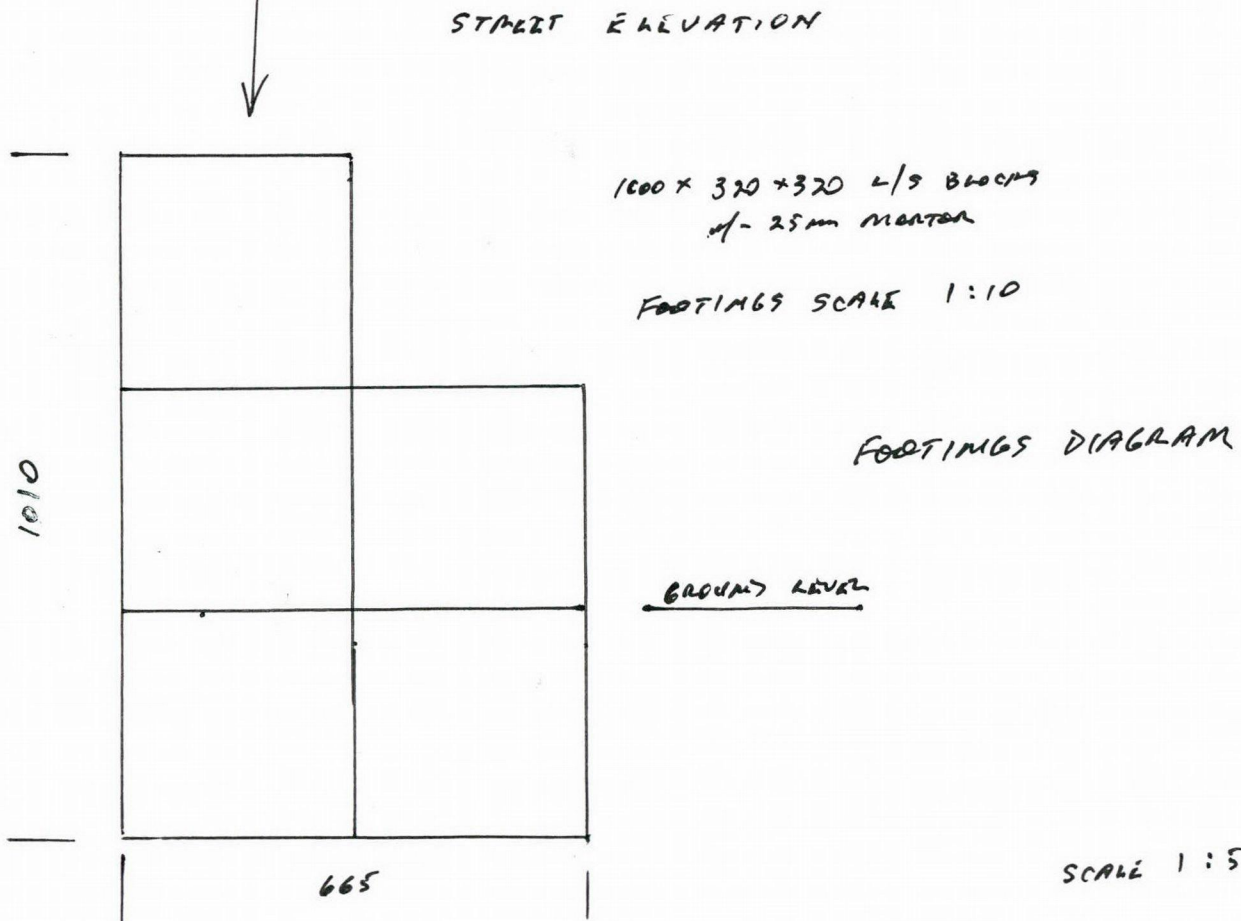 STREET ELEVATION
1000 x 320 x 320 L/S BLOCKS
25mm MORTAR
FOOTINGS SCALE 1:10
FOOTINGS DIAGRAM
1010
GROUND LEVEL
665
SCALE 1:5